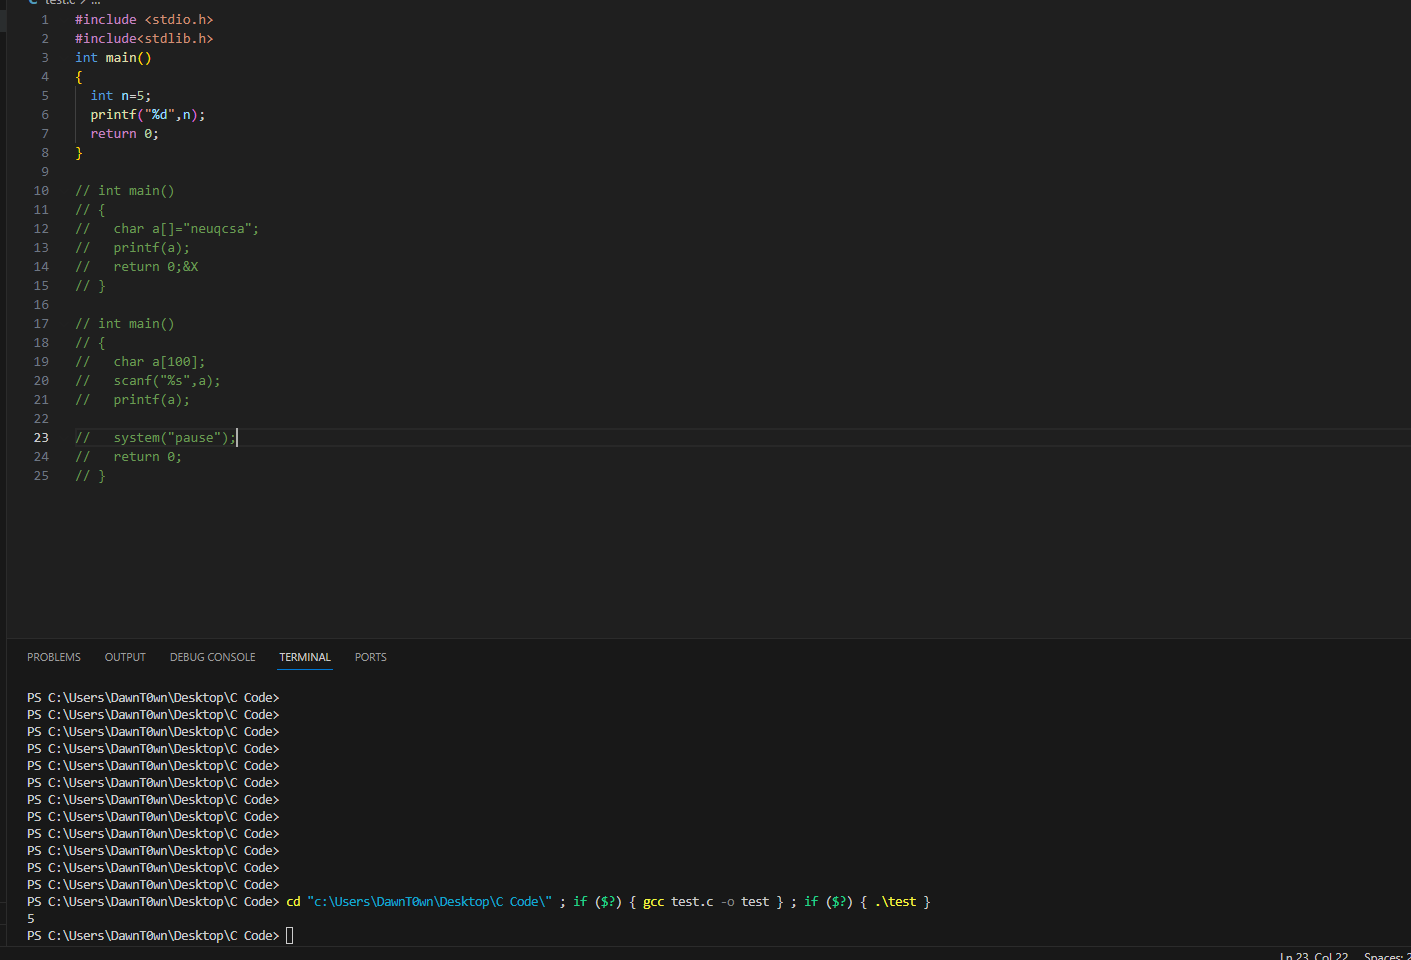 test.c > ...
1 #include <stdio.h>
2 #include<stdlib.h>
3 int main()
4 {
5   int n=5;
6   printf("%d",n);
7   return 0;
8 }
9
10 // int main()
11 // {
12 //   char a[]="neuqcsa";
13 //   printf(a);
14 //   return 0;&X
15 // }
16
17 // int main()
18 // {
19 //   char a[100];
20 //   scanf("%s",a);
21 //   printf(a);
22
23 //   system("pause");
24 //   return 0;
25 // }
PROBLEMS OUTPUT DEBUG CONSOLE TERMINAL PORTS
PS C:\Users\DawnT0wn\Desktop\C Code>
PS C:\Users\DawnT0wn\Desktop\C Code>
PS C:\Users\DawnT0wn\Desktop\C Code>
PS C:\Users\DawnT0wn\Desktop\C Code>
PS C:\Users\DawnT0wn\Desktop\C Code>
PS C:\Users\DawnT0wn\Desktop\C Code>
PS C:\Users\DawnT0wn\Desktop\C Code>
PS C:\Users\DawnT0wn\Desktop\C Code>
PS C:\Users\DawnT0wn\Desktop\C Code>
PS C:\Users\DawnT0wn\Desktop\C Code>
PS C:\Users\DawnT0wn\Desktop\C Code>
PS C:\Users\DawnT0wn\Desktop\C Code>
PS C:\Users\DawnT0wn\Desktop\C Code> cd "c:\Users\DawnT0wn\Desktop\C Code\" ; if ($?) { gcc test.c -o test } ; if ($?) { .\test }
5
PS C:\Users\DawnT0wn\Desktop\C Code>
Ln 23, Col 22 Spaces: 2